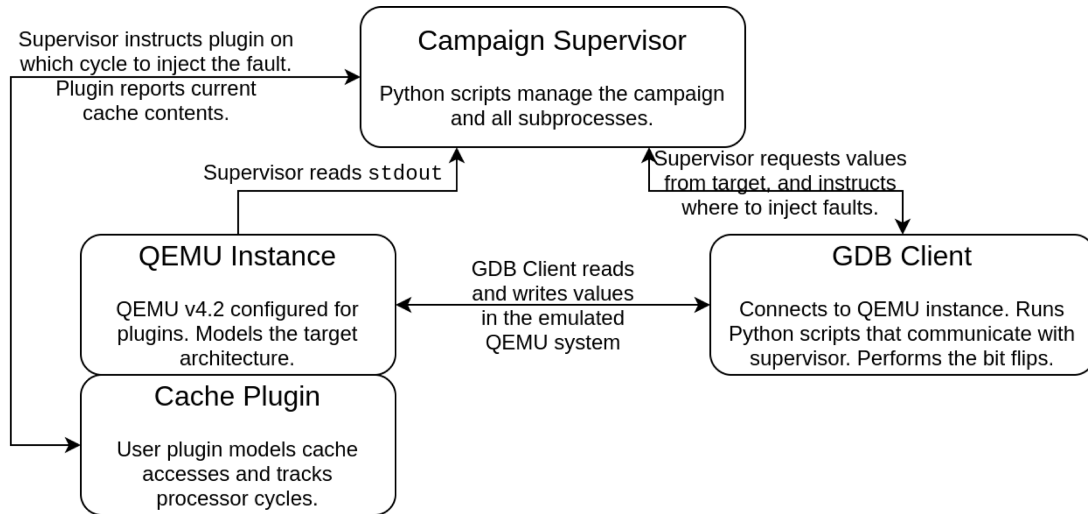 Supervisor instructs plugin on
which cycle to inject the fault.
Plugin reports current
cache contents.
Campaign Supervisor
Python scripts manage the campaign
and all subprocesses.
Supervisor reads stdout
Supervisor requests values
from target, and instructs
where to inject faults.
QEMU Instance
QEMU v4.2 configured for
plugins. Models the target
architecture.
GDB Client reads
and writes values
in the emulated
QEMU system
GDB Client
Connects to QEMU instance. Runs
Python scripts that communicate with
supervisor. Performs the bit flips.
Cache Plugin
User plugin models cache
accesses and tracks
processor cycles.